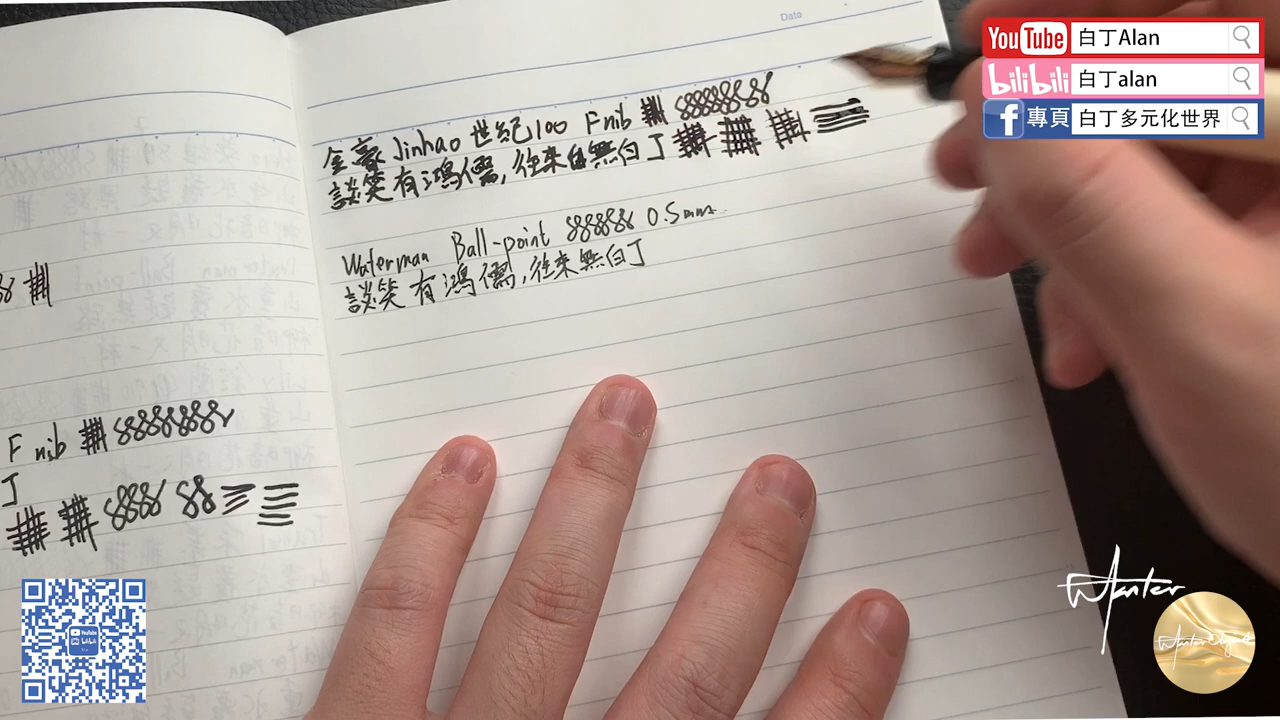 Date
金豪 Jinhao 世紀100 F nib
談笑有鴻儒,往來無白丁
Waterman Ball-point 0.5mm
談笑有鴻儒,往來無白丁
F nib
丁
YouTube 白丁Alan
bilibili 白丁alan
f 專頁 白丁多元化世界